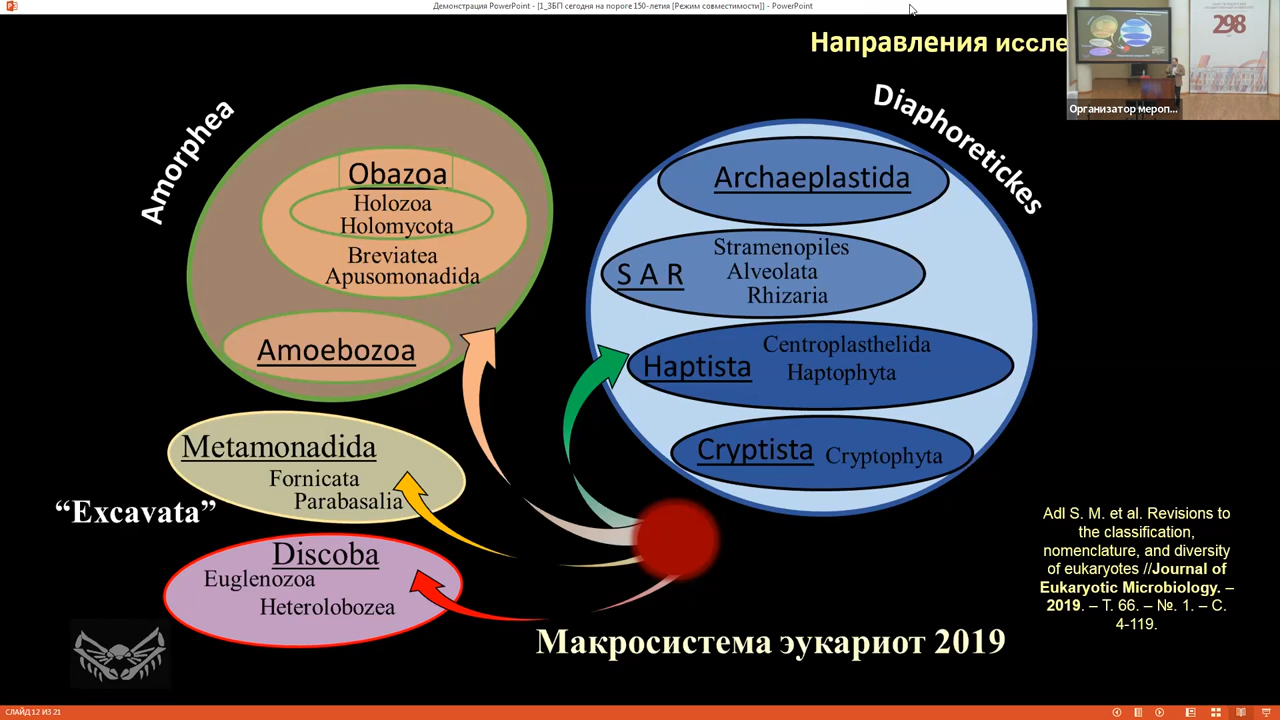 Демонстрация PowerPoint - [1_ЗБП сегодня на пороге 150-летия [Режим совместимости]] - PowerPoint
Направления иссле
298
Организатор мероп...
Amorphea
Obazoa
Holozoa
Holomycota
Breviatea
Apusomonadida
Amoebozoa
Diaphoretickes
Archaeplastida
S A R
Stramenopiles
Alveolata
Rhizaria
Haptista
Centroplasthelida
Haptophyta
Cryptista
Cryptophyta
Metamonadida
Fornicata
Parabasalia
“Excavata”
Discoba
Euglenozoa
Heterolobozea
Adl S. M. et al. Revisions to
the classification,
nomenclature, and diversity
of eukaryotes //Journal of
Eukaryotic Microbiology. –
2019. – Т. 66. – №. 1. – С.
4-119.
Макросистема эукариот 2019
СЛАЙД 12 ИЗ 21